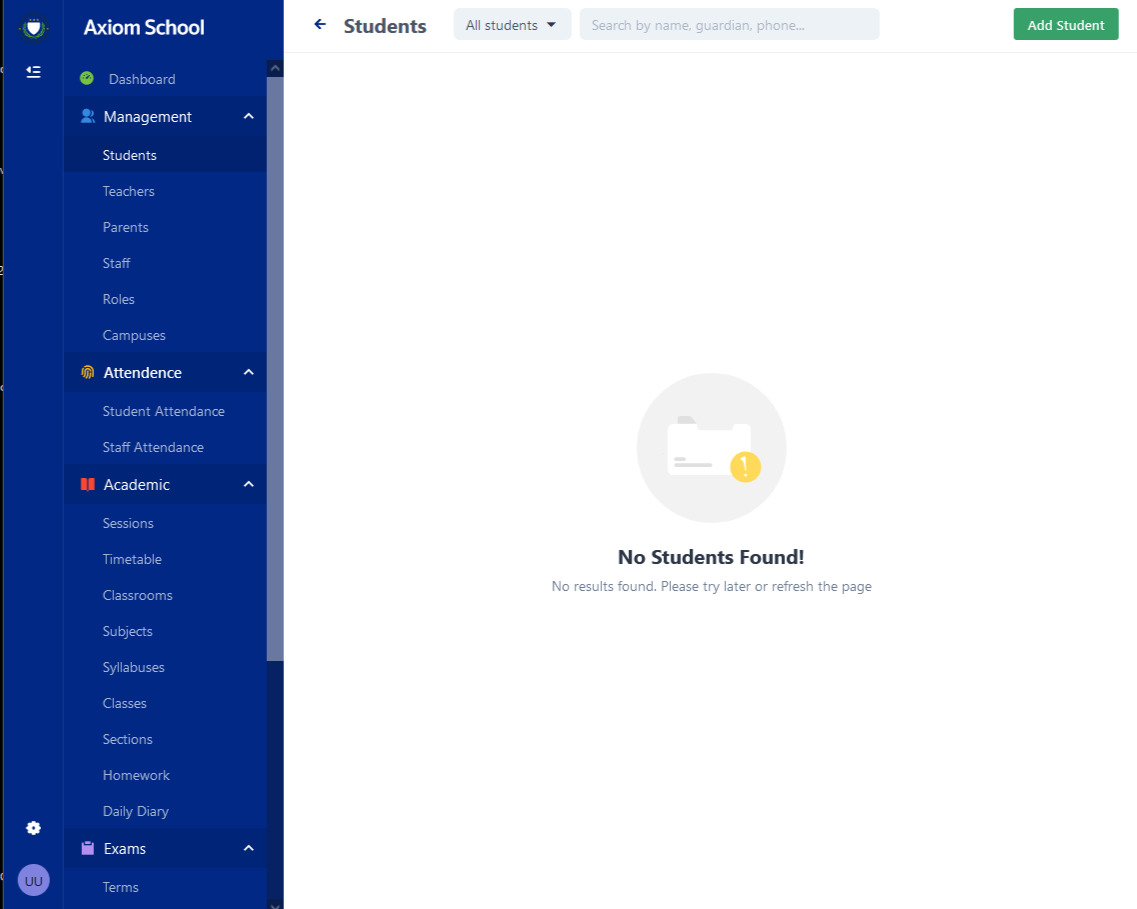 Axiom School
Dashboard
Management
Students
Teachers
Parents
Staff
Roles
Campuses
Attendence
Student Attendance
Staff Attendance
Academic
Sessions
Timetable
Classrooms
Subjects
Syllabuses
Classes
Sections
Homework
Daily Diary
Exams
Terms
UU
Students
All students
Search by name, guardian, phone...
Add Student
No Students Found!
No results found. Please try later or refresh the page